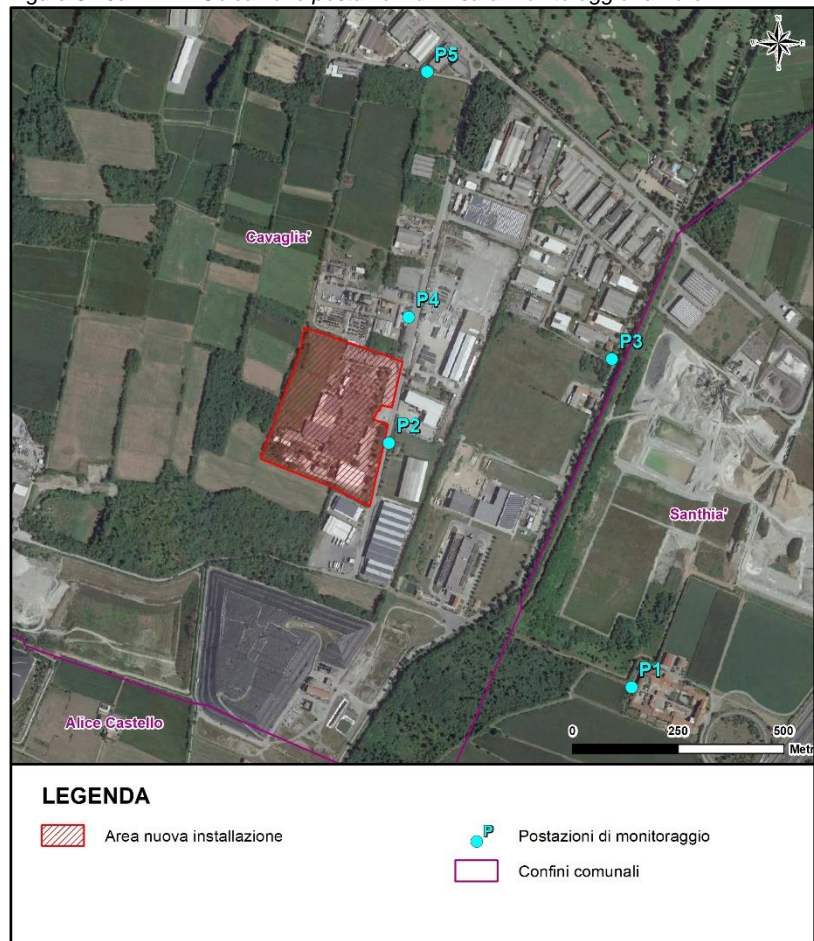 P5
Cavaglia'
P4
P3
P2
Santhia'
P1
Alice Castello
0 250 500
LEGENDA
Area nuova installazione
P
Postazioni di monitoraggio
Confini comunali